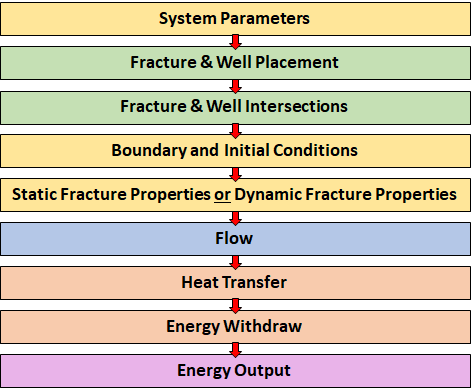 System Parameters
Fracture & Well Placement
Fracture & Well Intersections
Boundary and Initial Conditions
Static Fracture Properties or Dynamic Fracture Properties
Flow
Heat Transfer
Energy Withdraw
Energy Output